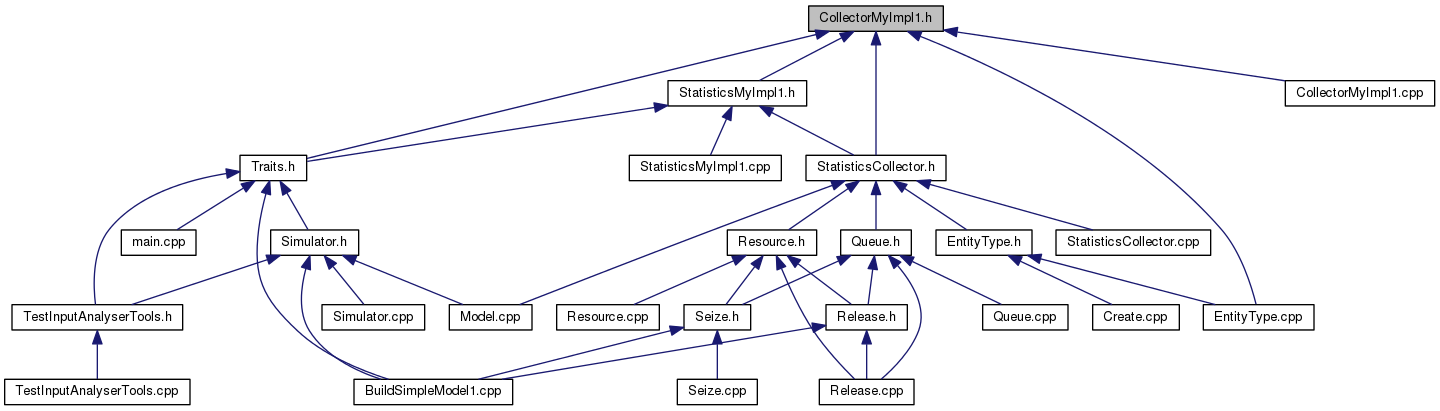 CollectorMyImpl1.h
StatisticsMyImpl1.h
CollectorMyImpl1.cpp
Traits.h
StatisticsMyImpl1.cpp
StatisticsCollector.h
main.cpp
Simulator.h
Resource.h
Queue.h
EntityType.h
StatisticsCollector.cpp
TestInputAnalyserTools.h
Simulator.cpp
Model.cpp
Resource.cpp
Seize.h
Release.h
Queue.cpp
Create.cpp
EntityType.cpp
TestInputAnalyserTools.cpp
BuildSimpleModel1.cpp
Seize.cpp
Release.cpp